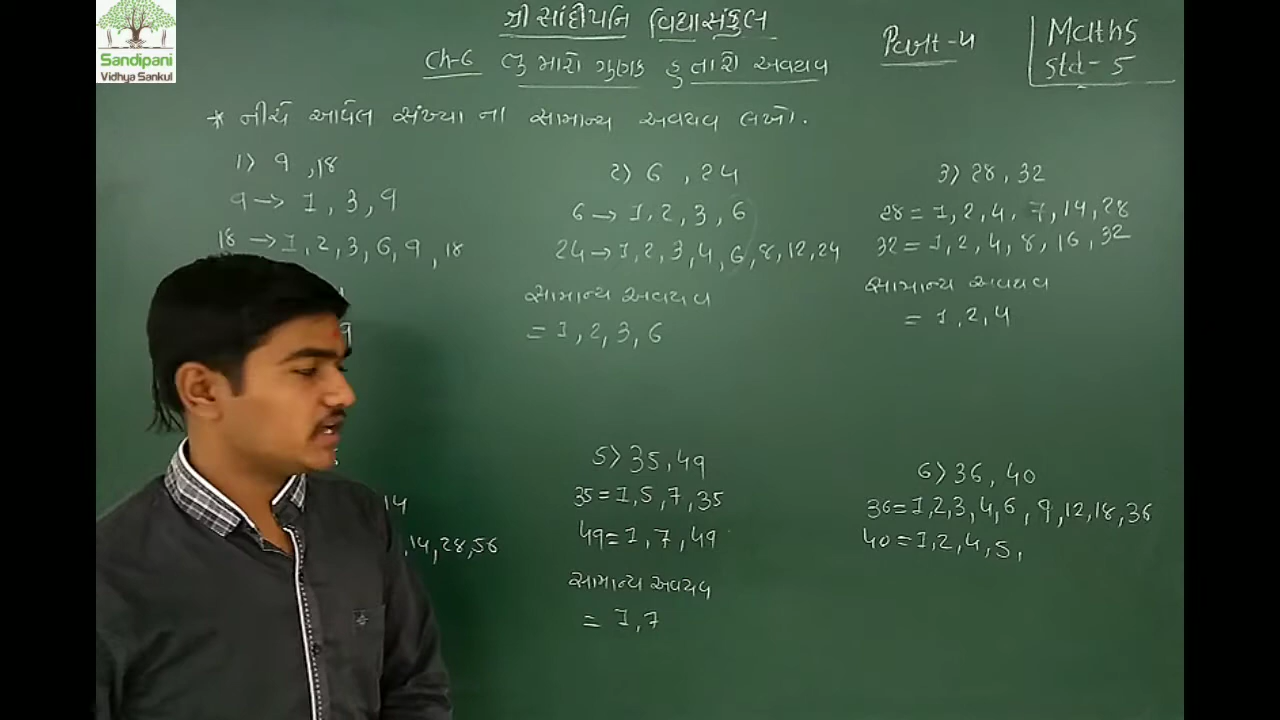 Sandipani
Vidhya Sankul
શ્રી સાંદીપનિ વિદ્યાસંકુલ
Part-4
Maths
Std-5
Ch-6 તુ મારો ગુણક હુ તારો અવયવ
* નીચે આપેલ સંખ્યા ના સામાન્ય અવયવ લખો.
1> 9 ,18
9 → 1, 3, 9
18 → 1, 2, 3, 6, 9, 18
9
2> 6 , 24
6 → 1, 2, 3, 6
24 → 1, 2, 3, 4, 6, 8, 12, 24
સામાન્ય અવયવ
= 1, 2, 3, 6
3> 28, 32
28 = 1, 2, 4, 7, 14, 28
32 = 1, 2, 4, 8, 16, 32
સામાન્ય અવયવ
= 1, 2, 4
14
, 14, 28, 56
5> 35, 49
35 = 1, 5, 7, 35
49 = 1, 7, 49
સામાન્ય અવયવ
= 1, 7
6> 36, 40
36 = 1, 2, 3, 4, 6, 9, 12, 18, 36
40 = 1, 2, 4, 5,